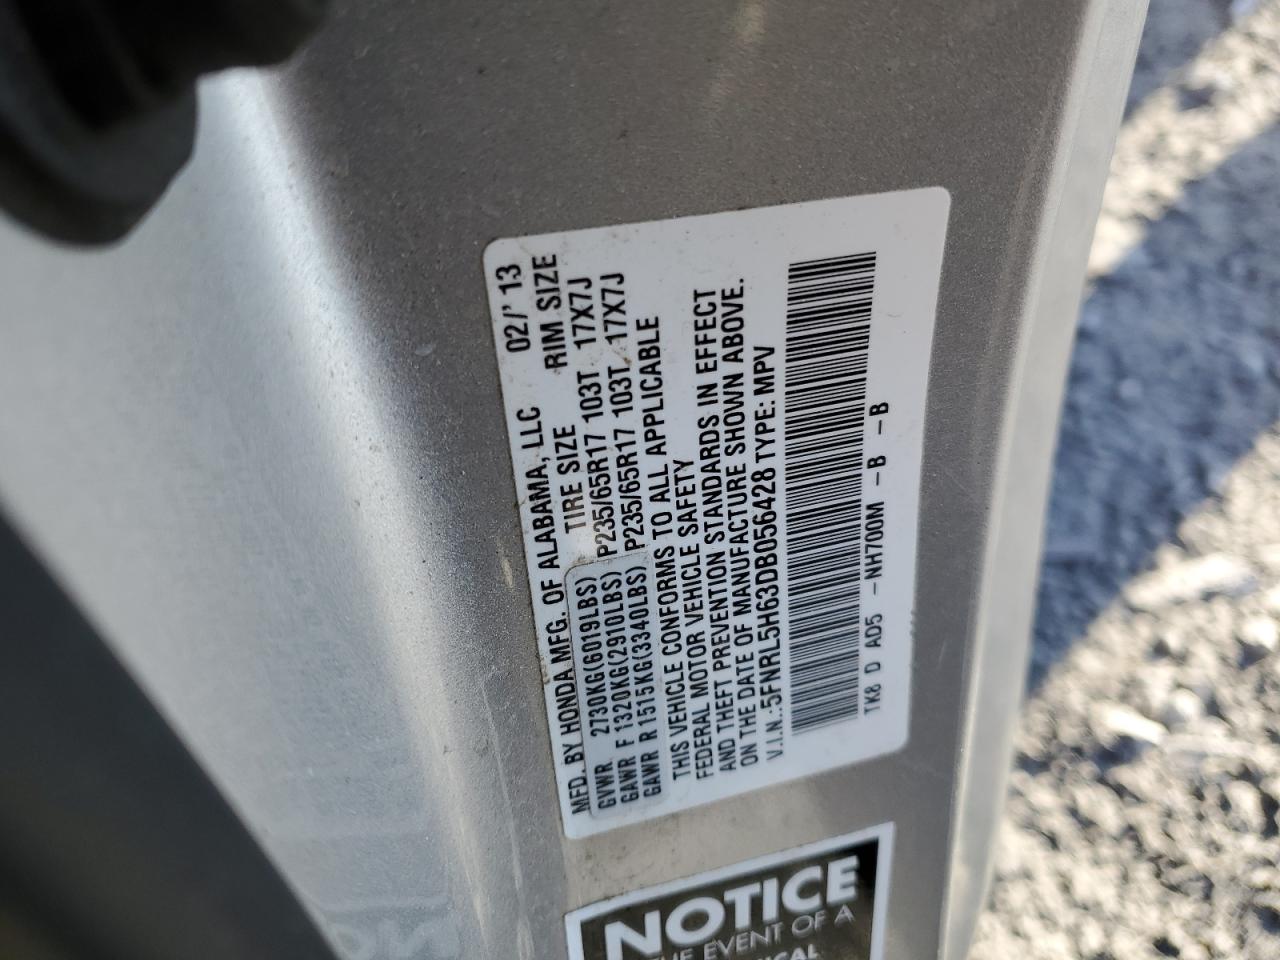 MFD. BY HONDA MFG. OF ALABAMA, LLC 02/'13
TIRE SIZE RIM SIZE
GVWR 2730KG(6019LBS)
GAWR F 1320KG(2910LBS) P235/65R17 103T 17X7J
GAWR R 1515KG(3340LBS) P235/65R17 103T 17X7J
THIS VEHICLE CONFORMS TO ALL APPLICABLE
FEDERAL MOTOR VEHICLE SAFETY
AND THEFT PREVENTION STANDARDS IN EFFECT
ON THE DATE OF MANUFACTURE SHOWN ABOVE.
V.I.N.:5FNRL5H63DB056428 TYPE: MPV
TK8 D AD5 -NH700M -B -B
NOTICE
EVENT OF A